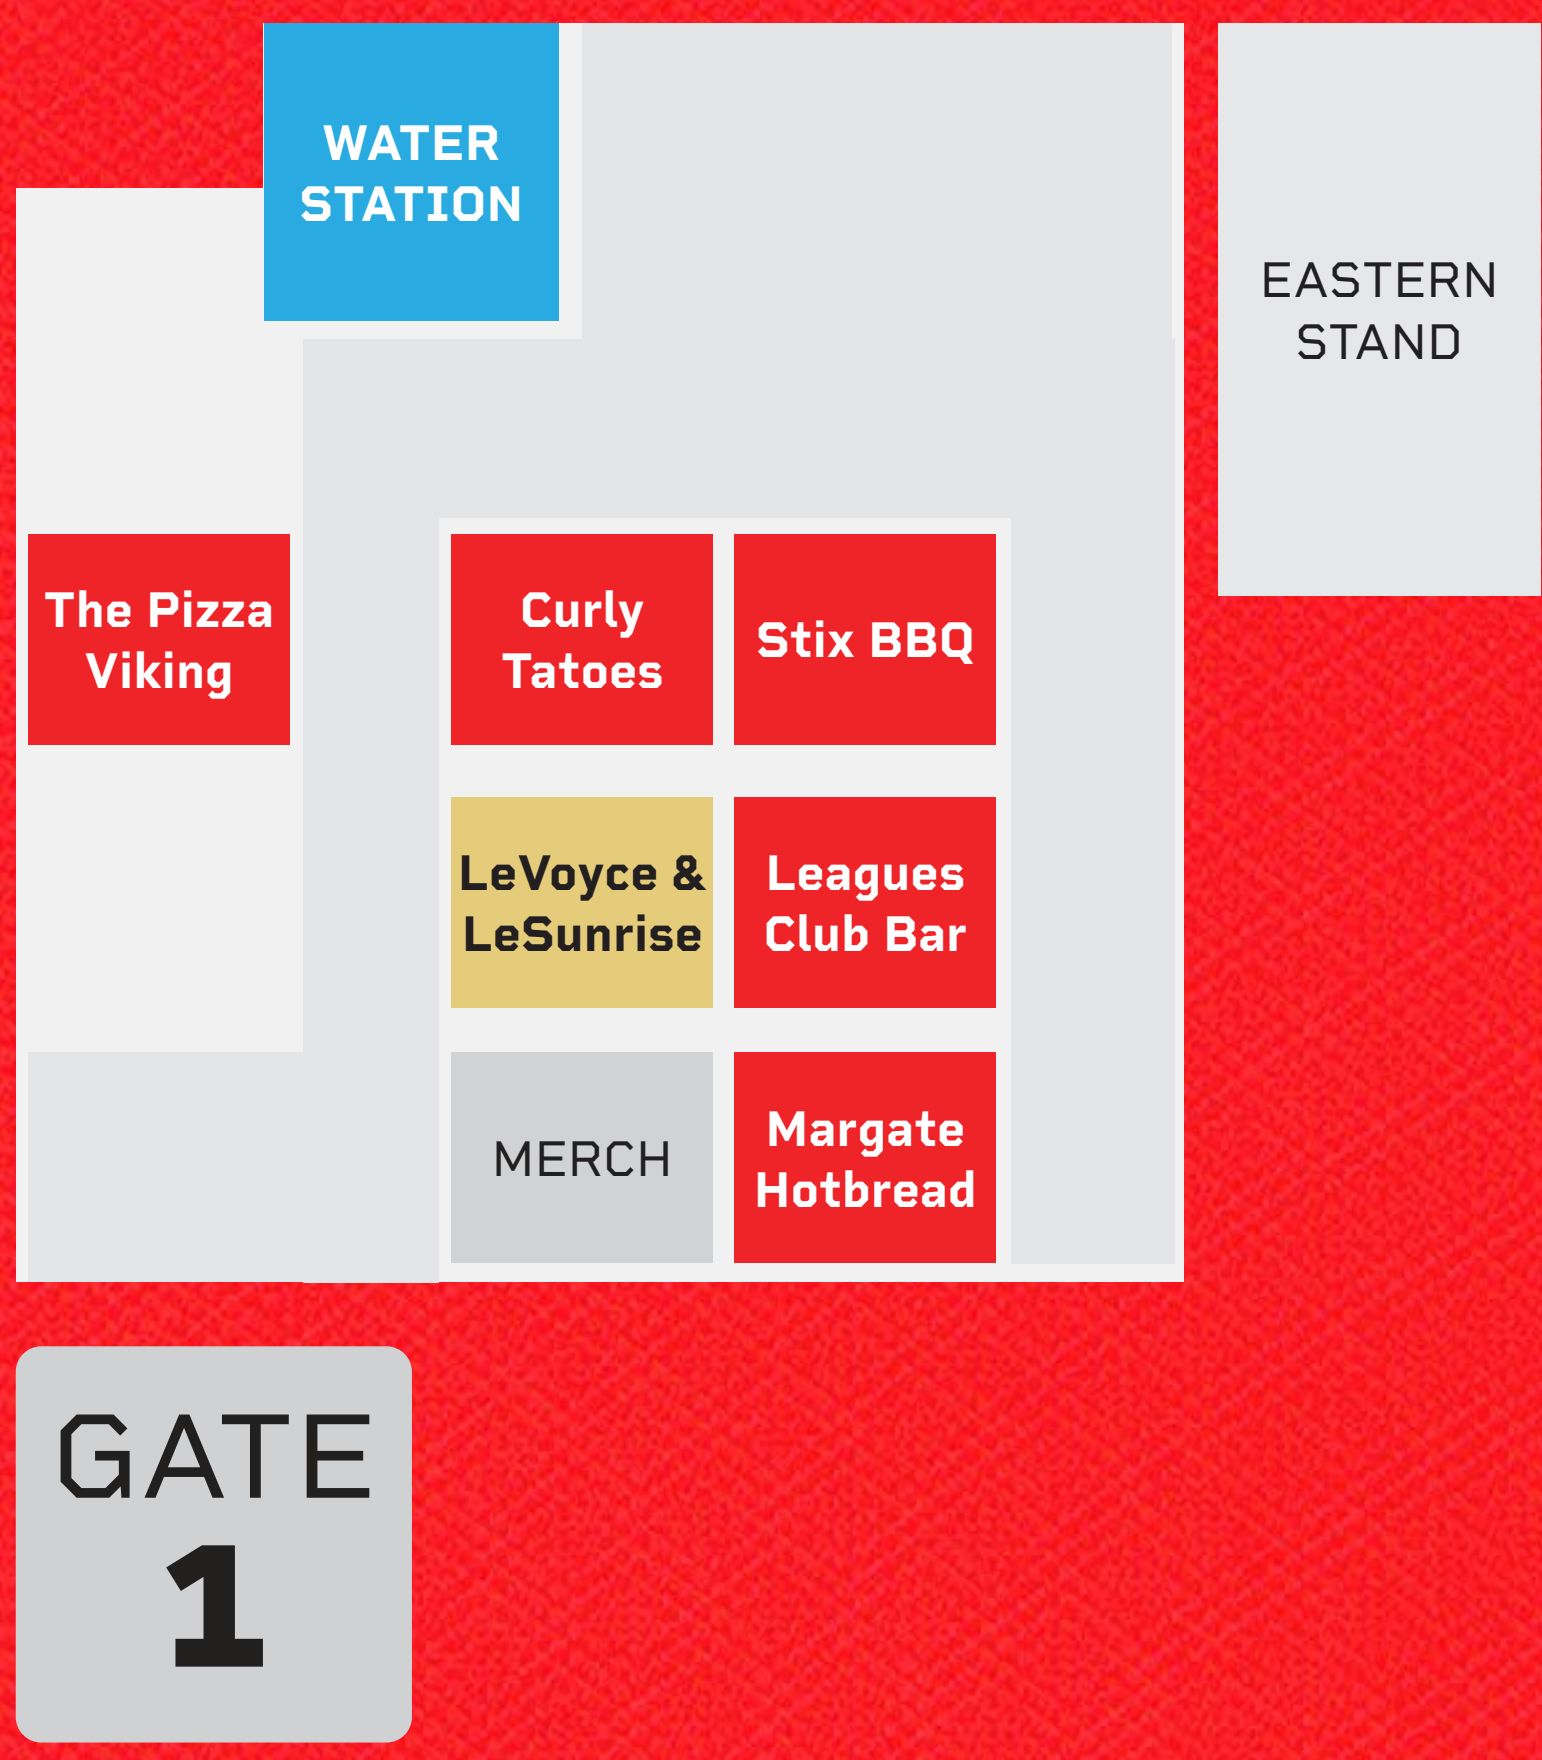 WATER
STATION
EASTERN
STAND
The Pizza
Viking
Curly
Tatoes
Stix BBQ
LeVoyce &
LeSunrise
Leagues
Club Bar
MERCH
Margate
Hotbread
GATE
1